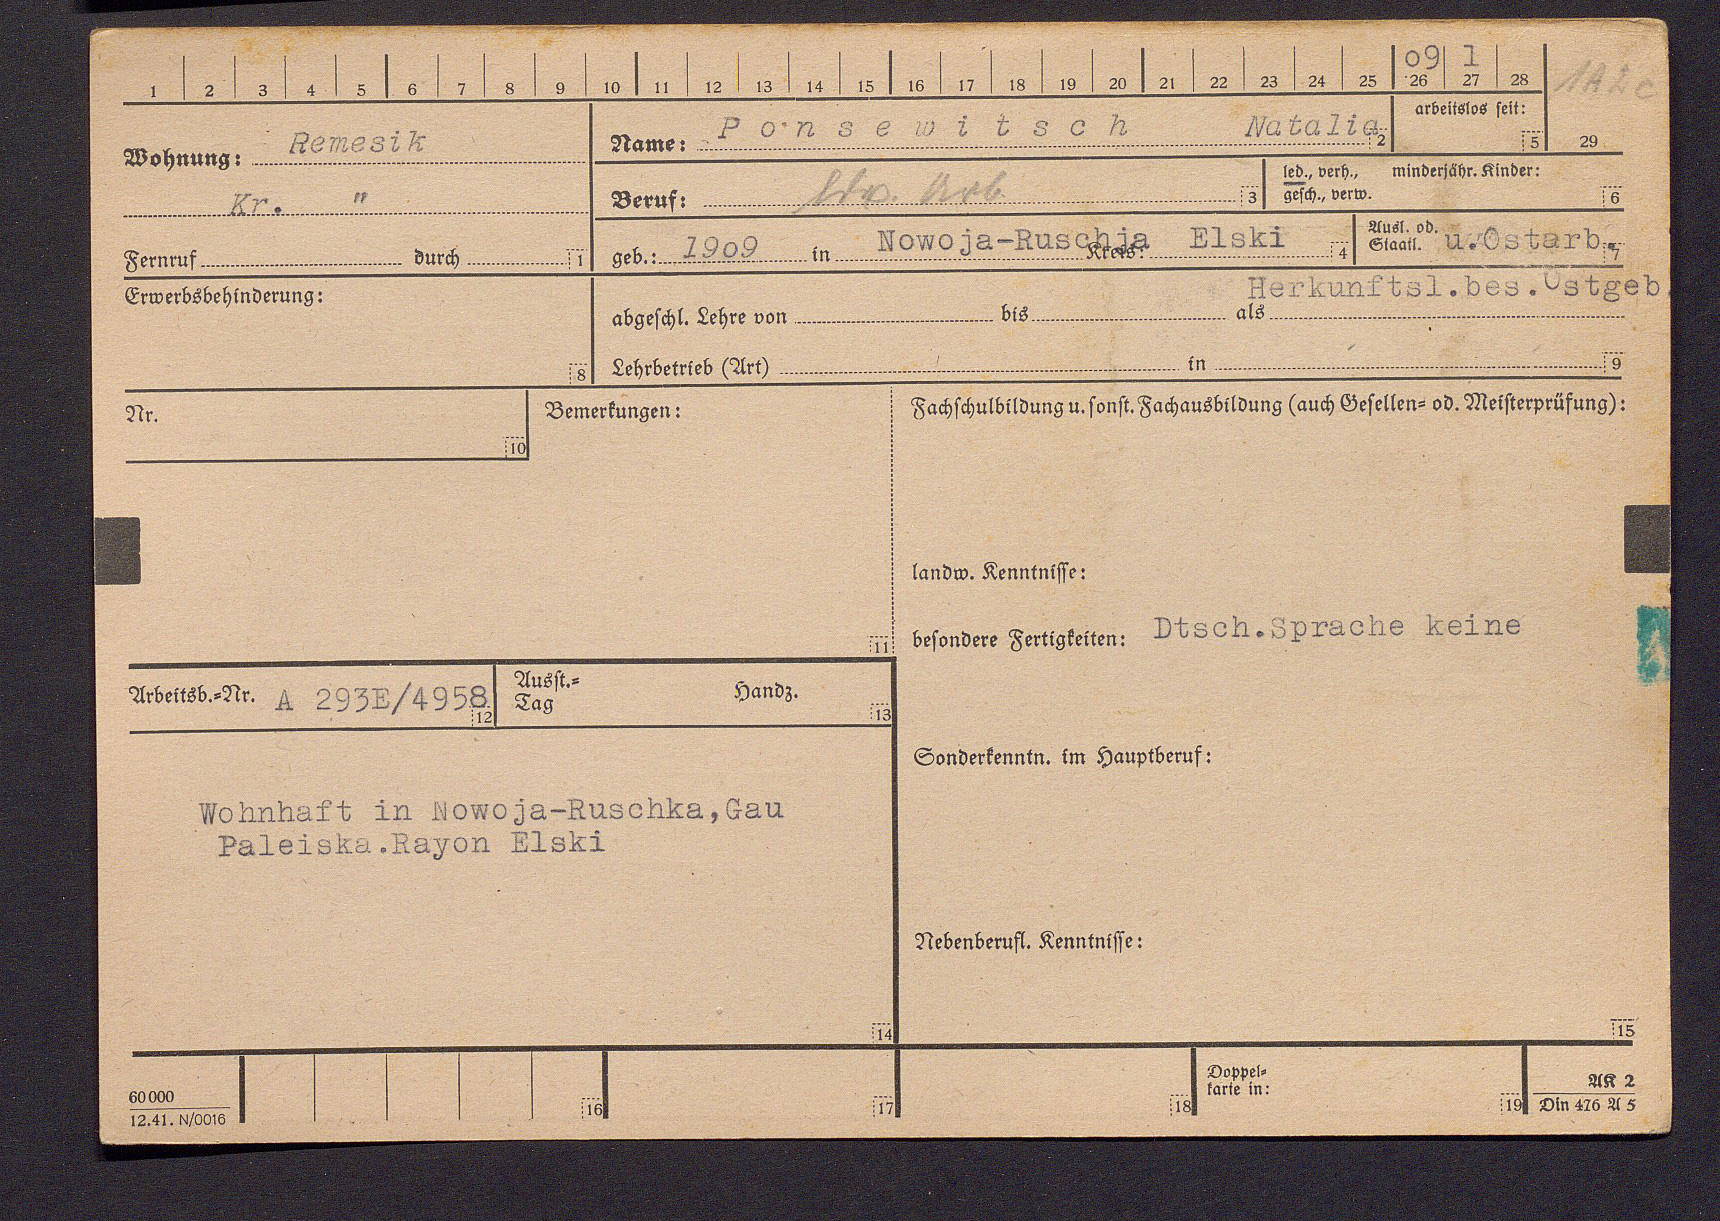 1 2 3 4 5 6 7 8 9 10 11 12 13 14 15 16 17 18 19 20 21 22 23 24 25 26 27 28
09 1
1A2c
Wohnung: Remesik
Kr. "
Fernruf durch 1
Name: Ponsewitsch Natalia 2
arbeitslos seit: 5 29
Beruf: ldw. Arb 3
led., verh., minderjähr. Kinder:
gesch., verw. 6
geb.: 1909 in Nowoja-Ruschja Elski Kreis: 4
Ausl. od. Staatl. u.Ostarb. 7
Herkunftsl.bes.Ostgeb.
Erwerbsbehinderung: 8
abgeschl. Lehre von bis als
Lehrbetrieb (Art) in 9
Nr. 10
Bemerkungen: 11
Fachschulbildung u. sonst. Fachausbildung (auch Gesellen= od. Meisterprüfung):
landw. Kenntnisse:
besondere Fertigkeiten: Dtsch.Sprache keine
Arbeitsb.=Nr. A 293E/4958 12
Ausst.=
Tag Handz. 13
Sonderkenntn. im Hauptberuf:
Wohnhaft in Nowoja-Ruschka,Gau
Paleiska.Rayon Elski
14
Nebenberufl. Kenntnisse:
15
60 000
12.41. N/0016
16 17 18
Doppel=
karte in: 19
AK 2
Din 476 A 5